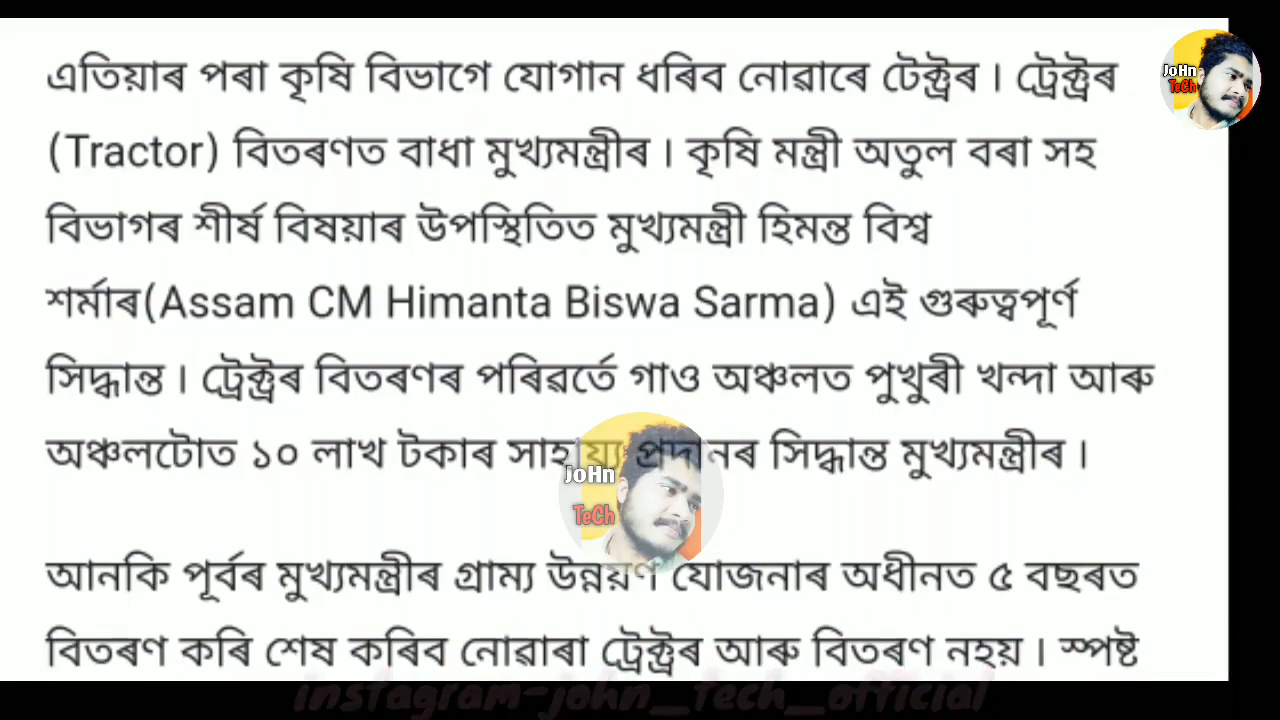 এতিয়াৰ পৰা কৃষি বিভাগে যোগান ধৰিব নোৱাৰে টেক্ট্ৰৰ । ট্ৰেক্ট্ৰৰ
(Tractor) বিতৰণত বাধা মুখ্যমন্ত্ৰীৰ । কৃষি মন্ত্ৰী অতুল বৰা সহ
বিভাগৰ শীৰ্ষ বিষয়াৰ উপস্থিতিত মুখ্যমন্ত্ৰী হিমন্ত বিশ্ব
শৰ্মাৰ(Assam CM Himanta Biswa Sarma) এই গুৰুত্বপূৰ্ণ
সিদ্ধান্ত । ট্ৰেক্ট্ৰৰ বিতৰণৰ পৰিৱৰ্তে গাও অঞ্চলত পুখুৰী খন্দা আৰু
অঞ্চলটোত ১০ লাখ টকাৰ সাহায্য প্ৰদানৰ সিদ্ধান্ত মুখ্যমন্ত্ৰীৰ ।
আনকি পূৰ্বৰ মুখ্যমন্ত্ৰীৰ গ্ৰাম্য উন্নয়ণ যোজনাৰ অধীনত ৫ বছৰত
বিতৰণ কৰি শেষ কৰিব নোৱাৰা ট্ৰেক্ট্ৰৰ আৰু বিতৰণ নহয় । স্পষ্ট
JoHn
TeCh
JoHn
TeCh
instagram-john_tech_official